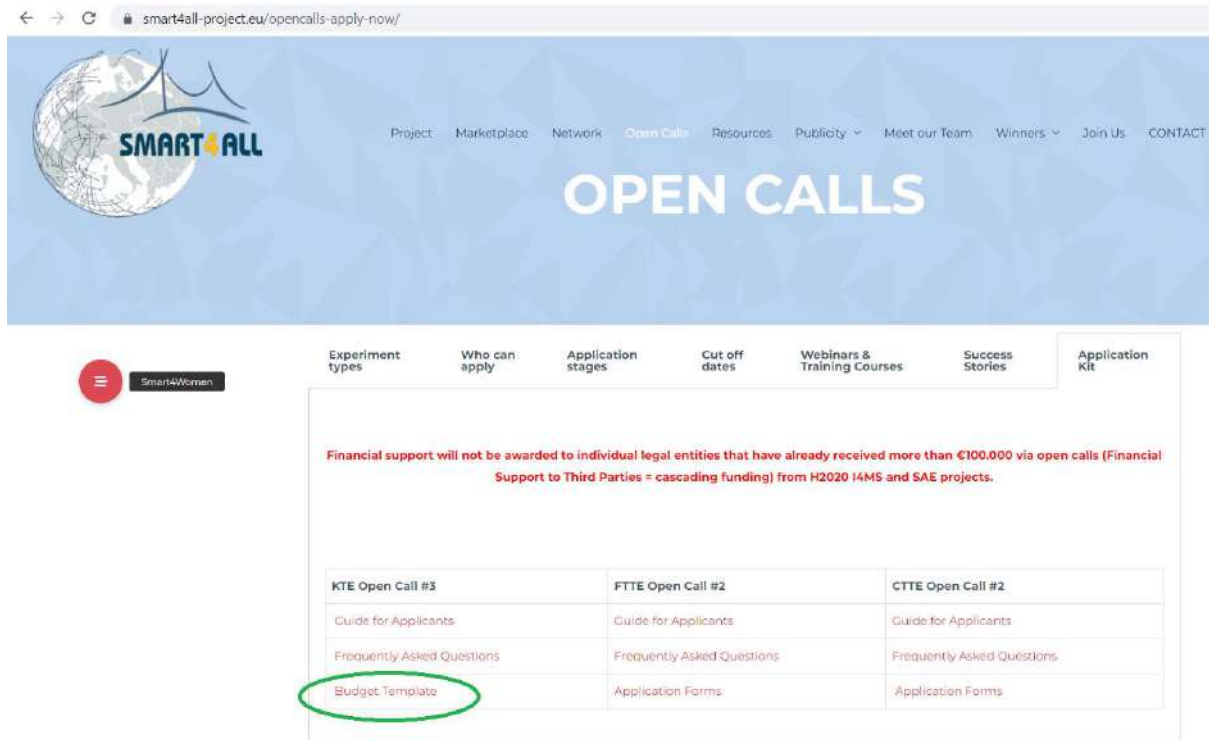 smart4all-project.eu/opencalls-apply-now/
SMART4ALL
Project Marketplace Network Open Calls Resources Publicity Meet our Team Winners Join Us CONTACT
OPEN CALLS
Experiment types
Who can apply
Application stages
Cut off dates
Webinars & Training Courses
Success Stories
Application Kit
Smart4Women
Financial support will not be awarded to individual legal entities that have already received more than €100.000 via open calls (Financial
Support to Third Parties = cascading funding) from H2020 I4MS and SAE projects.
KTE Open Call #3 FTTE Open Call #2 CTTE Open Call #2
Guide for Applicants Guide for Applicants Guide for Applicants
Frequently Asked Questions Frequently Asked Questions Frequently Asked Questions
Budget Template Application Forms Application Forms